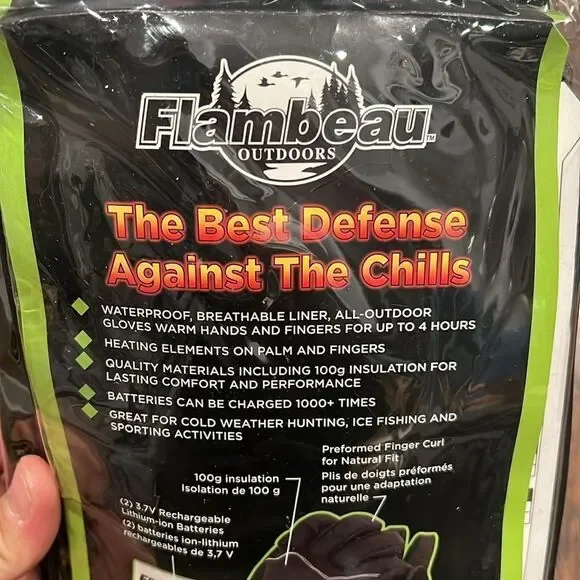 Flambeau™
OUTDOORS
The Best Defense
Against The Chills
WATERPROOF, BREATHABLE LINER, ALL-OUTDOOR
GLOVES WARM HANDS AND FINGERS FOR UP TO 4 HOURS
HEATING ELEMENTS ON PALM AND FINGERS
QUALITY MATERIALS INCLUDING 100g INSULATION FOR
LASTING COMFORT AND PERFORMANCE
BATTERIES CAN BE CHARGED 1000+ TIMES
GREAT FOR COLD WEATHER HUNTING, ICE FISHING AND
SPORTING ACTIVITIES
Preformed Finger Curl
for Natural Fit
Plis de doigts préformés
pour une adaptation
naturelle
100g insulation
Isolation de 100 g
(2) 3.7V Rechargeable
Lithium-ion Batteries
(2) batteries ion-lithium
rechargeables de 3,7 V